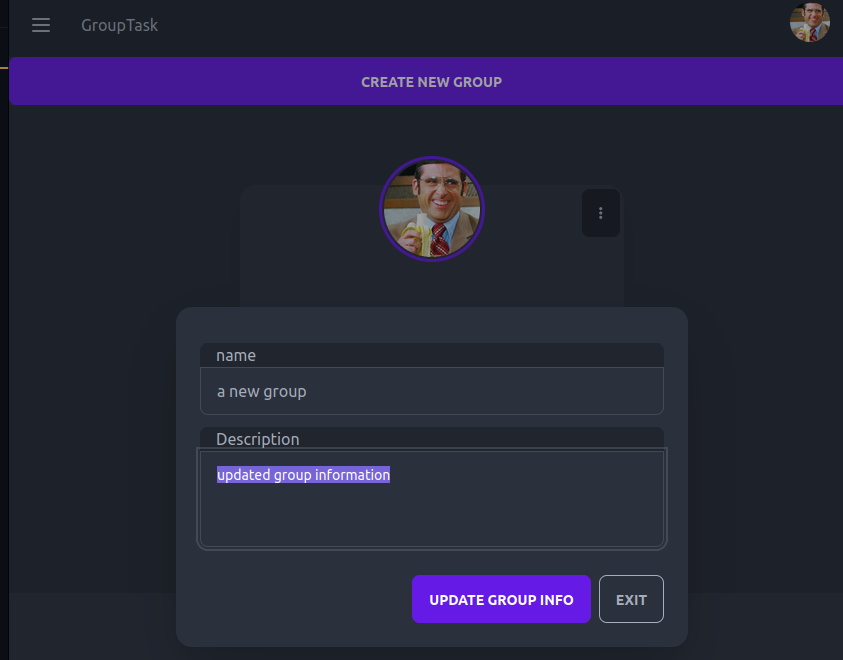 GroupTask
CREATE NEW GROUP
name
a new group
Description
updated group information
UPDATE GROUP INFO
EXIT